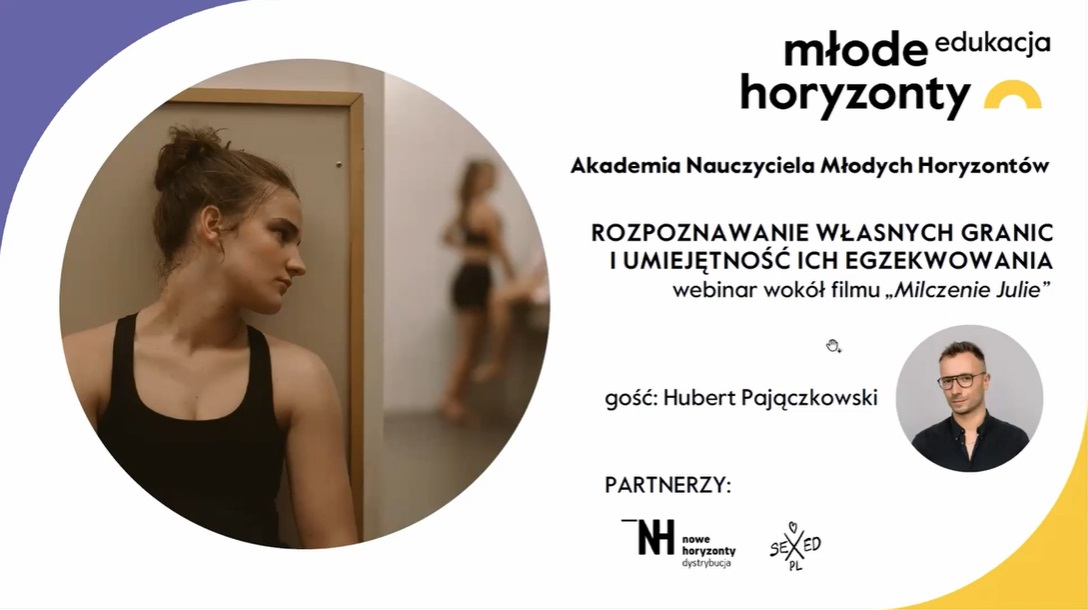 młode edukacja
horyzonty
Akademia Nauczyciela Młodych Horyzontów
ROZPOZNAWANIE WŁASNYCH GRANIC
I UMIEJĘTNOŚĆ ICH EGZEKWOWANIA
webinar wokół filmu „Milczenie Julie”
gość: Hubert Pajączkowski
PARTNERZY:
NH nowe
horyzonty
dystrybucja
SEXED
PL